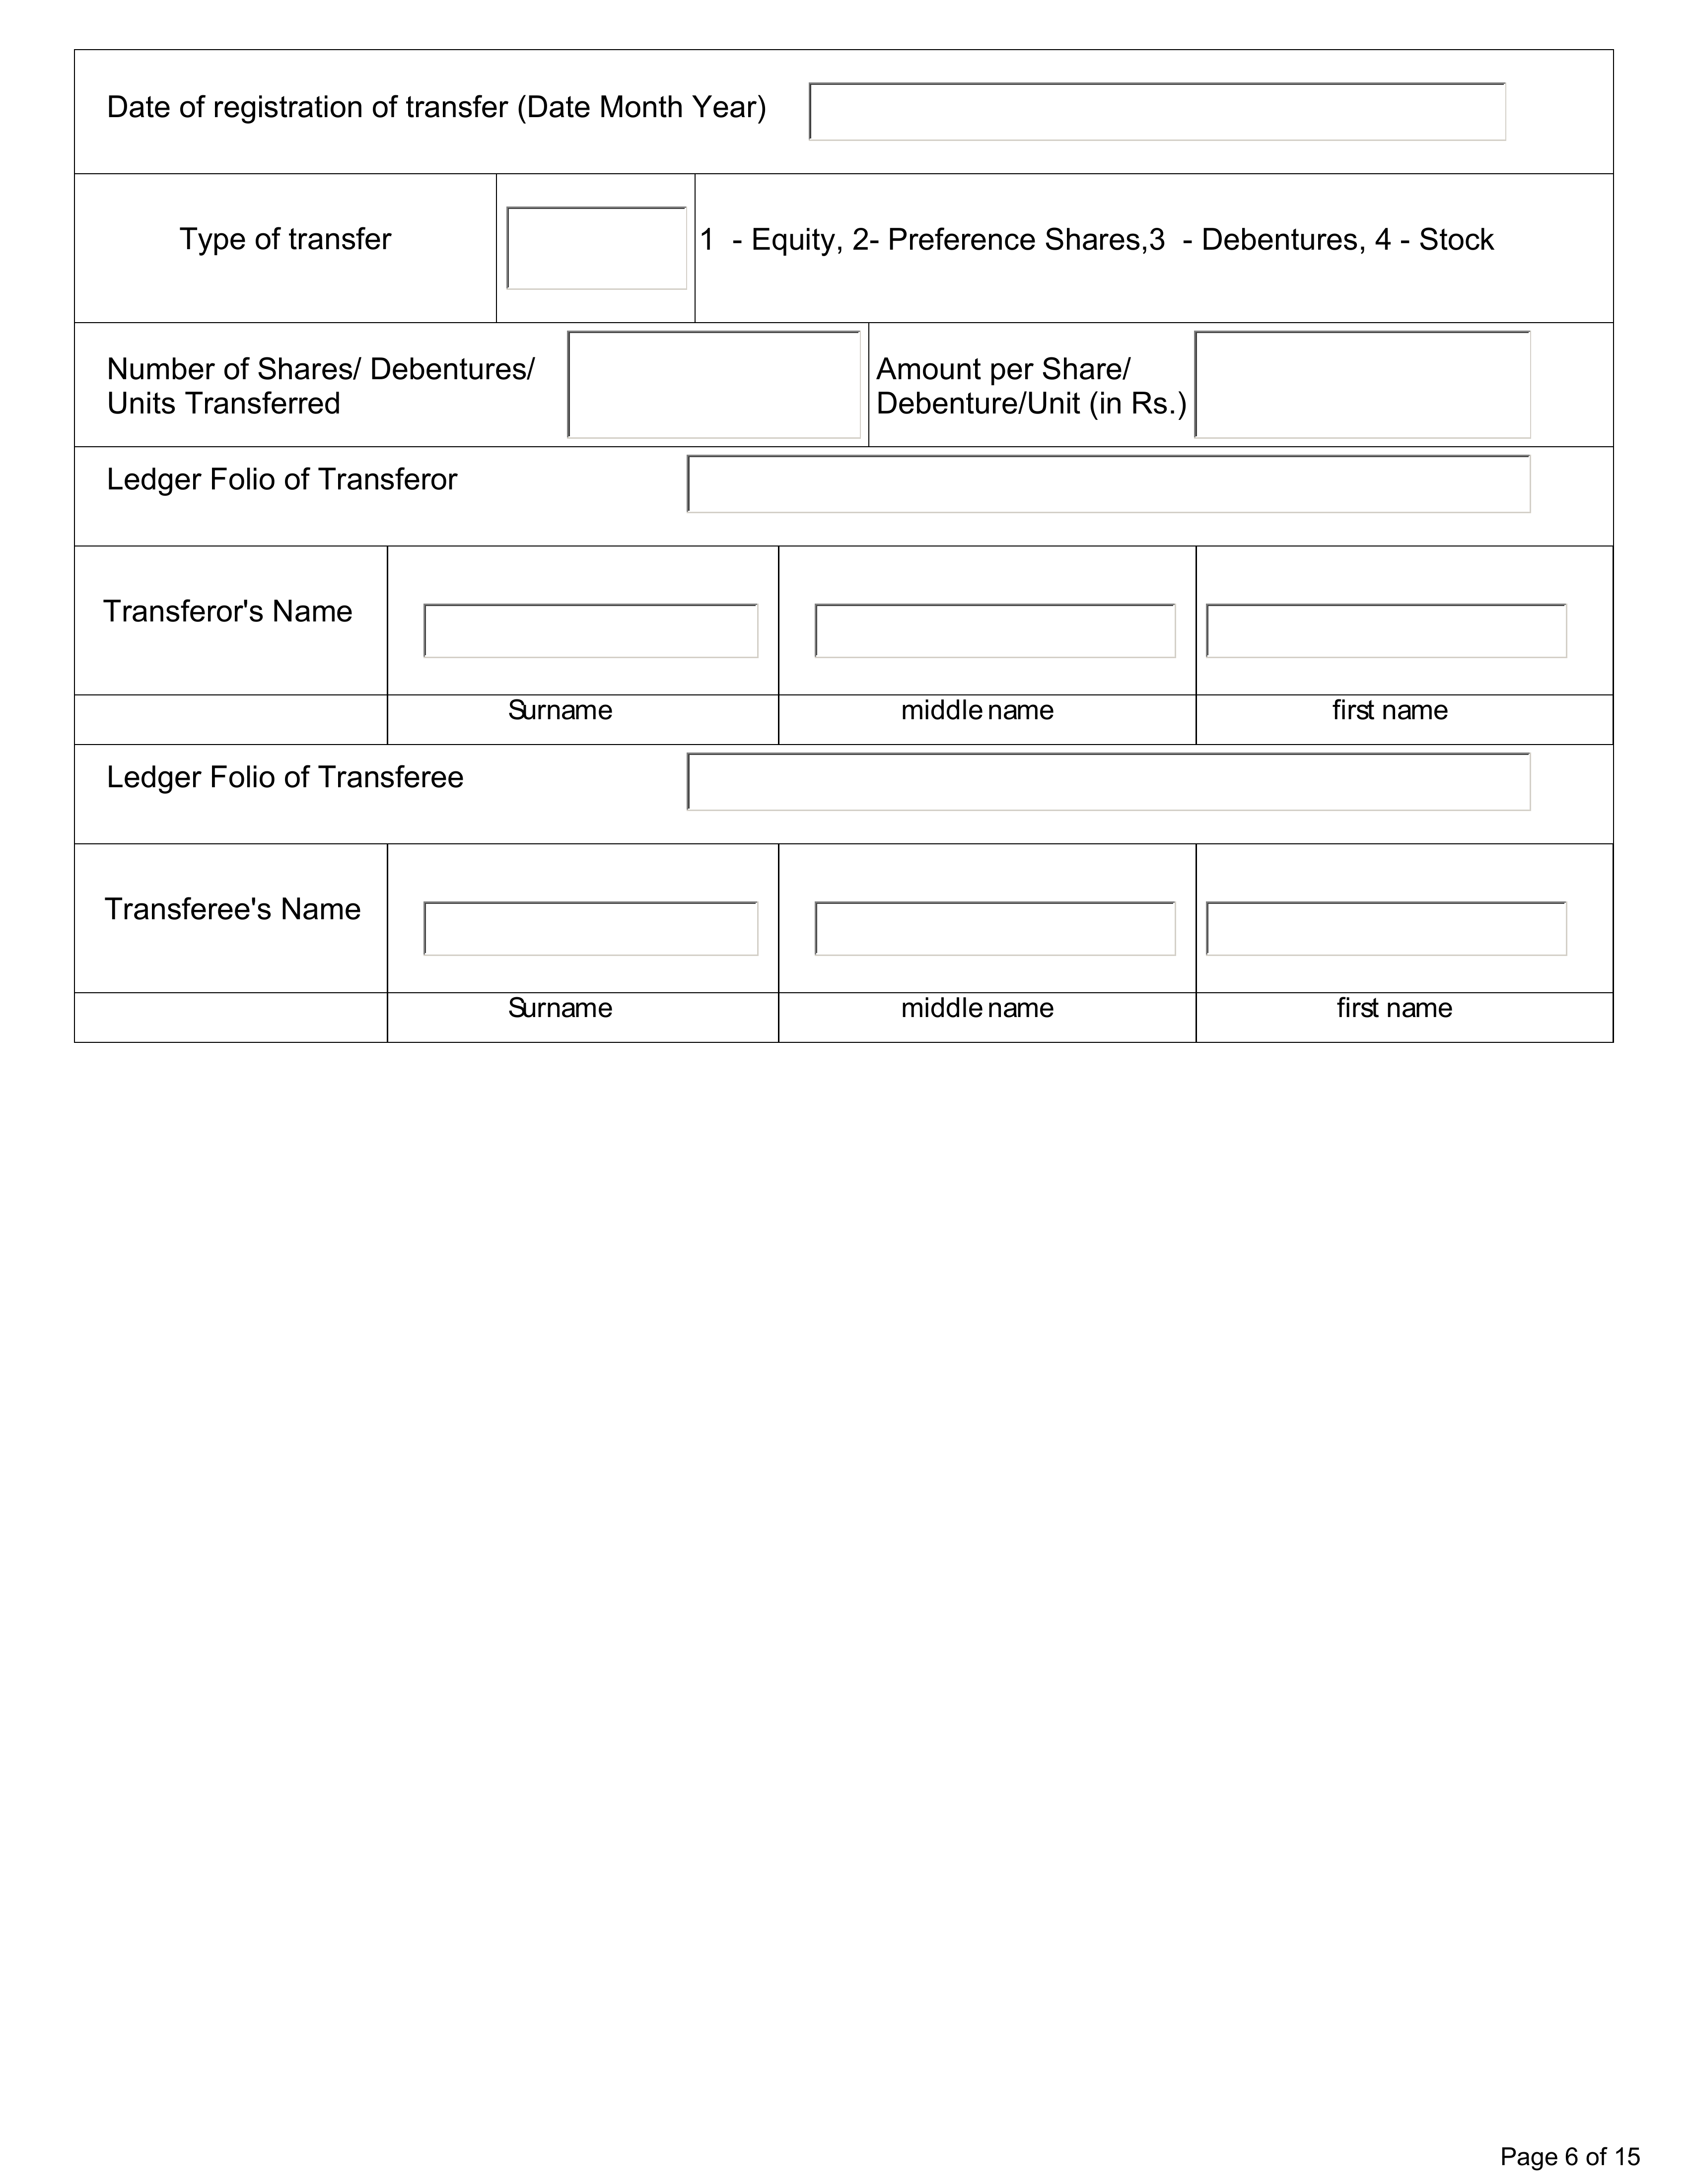 Date of registration of transfer (Date Month Year)
Type of transfer
1 - Equity, 2- Preference Shares,3 - Debentures, 4 - Stock
Number of Shares/ Debentures/
Units Transferred
Amount per Share/
Debenture/Unit (in Rs.)
Ledger Folio of Transferor
Transferor's Name
Surname middle name first name
Ledger Folio of Transferee
Transferee's Name
Surname middle name first name
Page 6 of 15